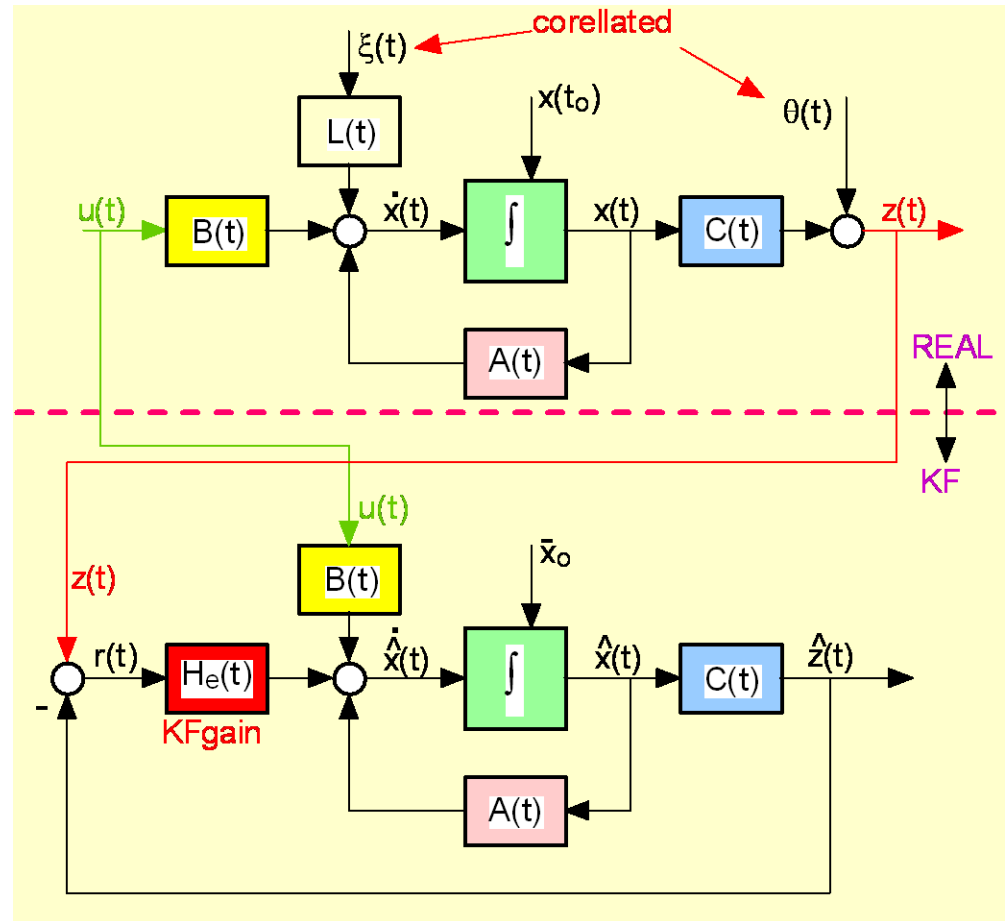 corellated
ξ(t)
x(t₀)
θ(t)
L(t)
u(t)
B(t)
ẋ(t)
∫
x(t)
C(t)
z(t)
A(t)
REAL
KF
u(t)
z(t)
B(t)
x̄₀
r(t)
Hₑ(t)
KFgain
x̂̇(t)
∫
x̂(t)
C(t)
ẑ(t)
-
A(t)